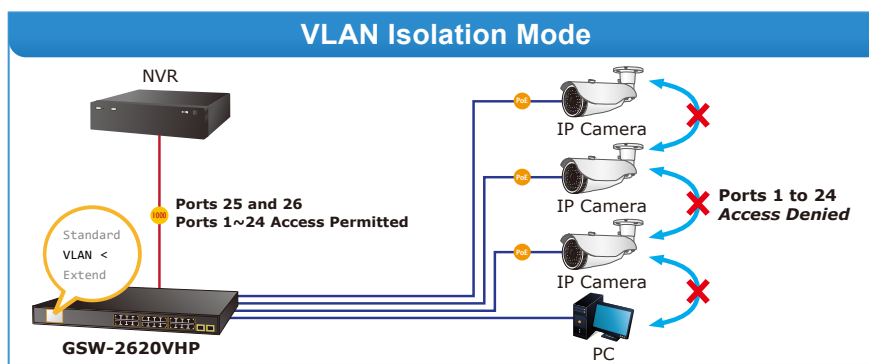 VLAN Isolation Mode
NVR
PoE
IP Camera
1000
Ports 25 and 26
Ports 1~24 Access Permitted
PoE
IP Camera
Ports 1 to 24
Access Denied
Standard
VLAN <
Extend
PoE
IP Camera
GSW-2620VHP
PC